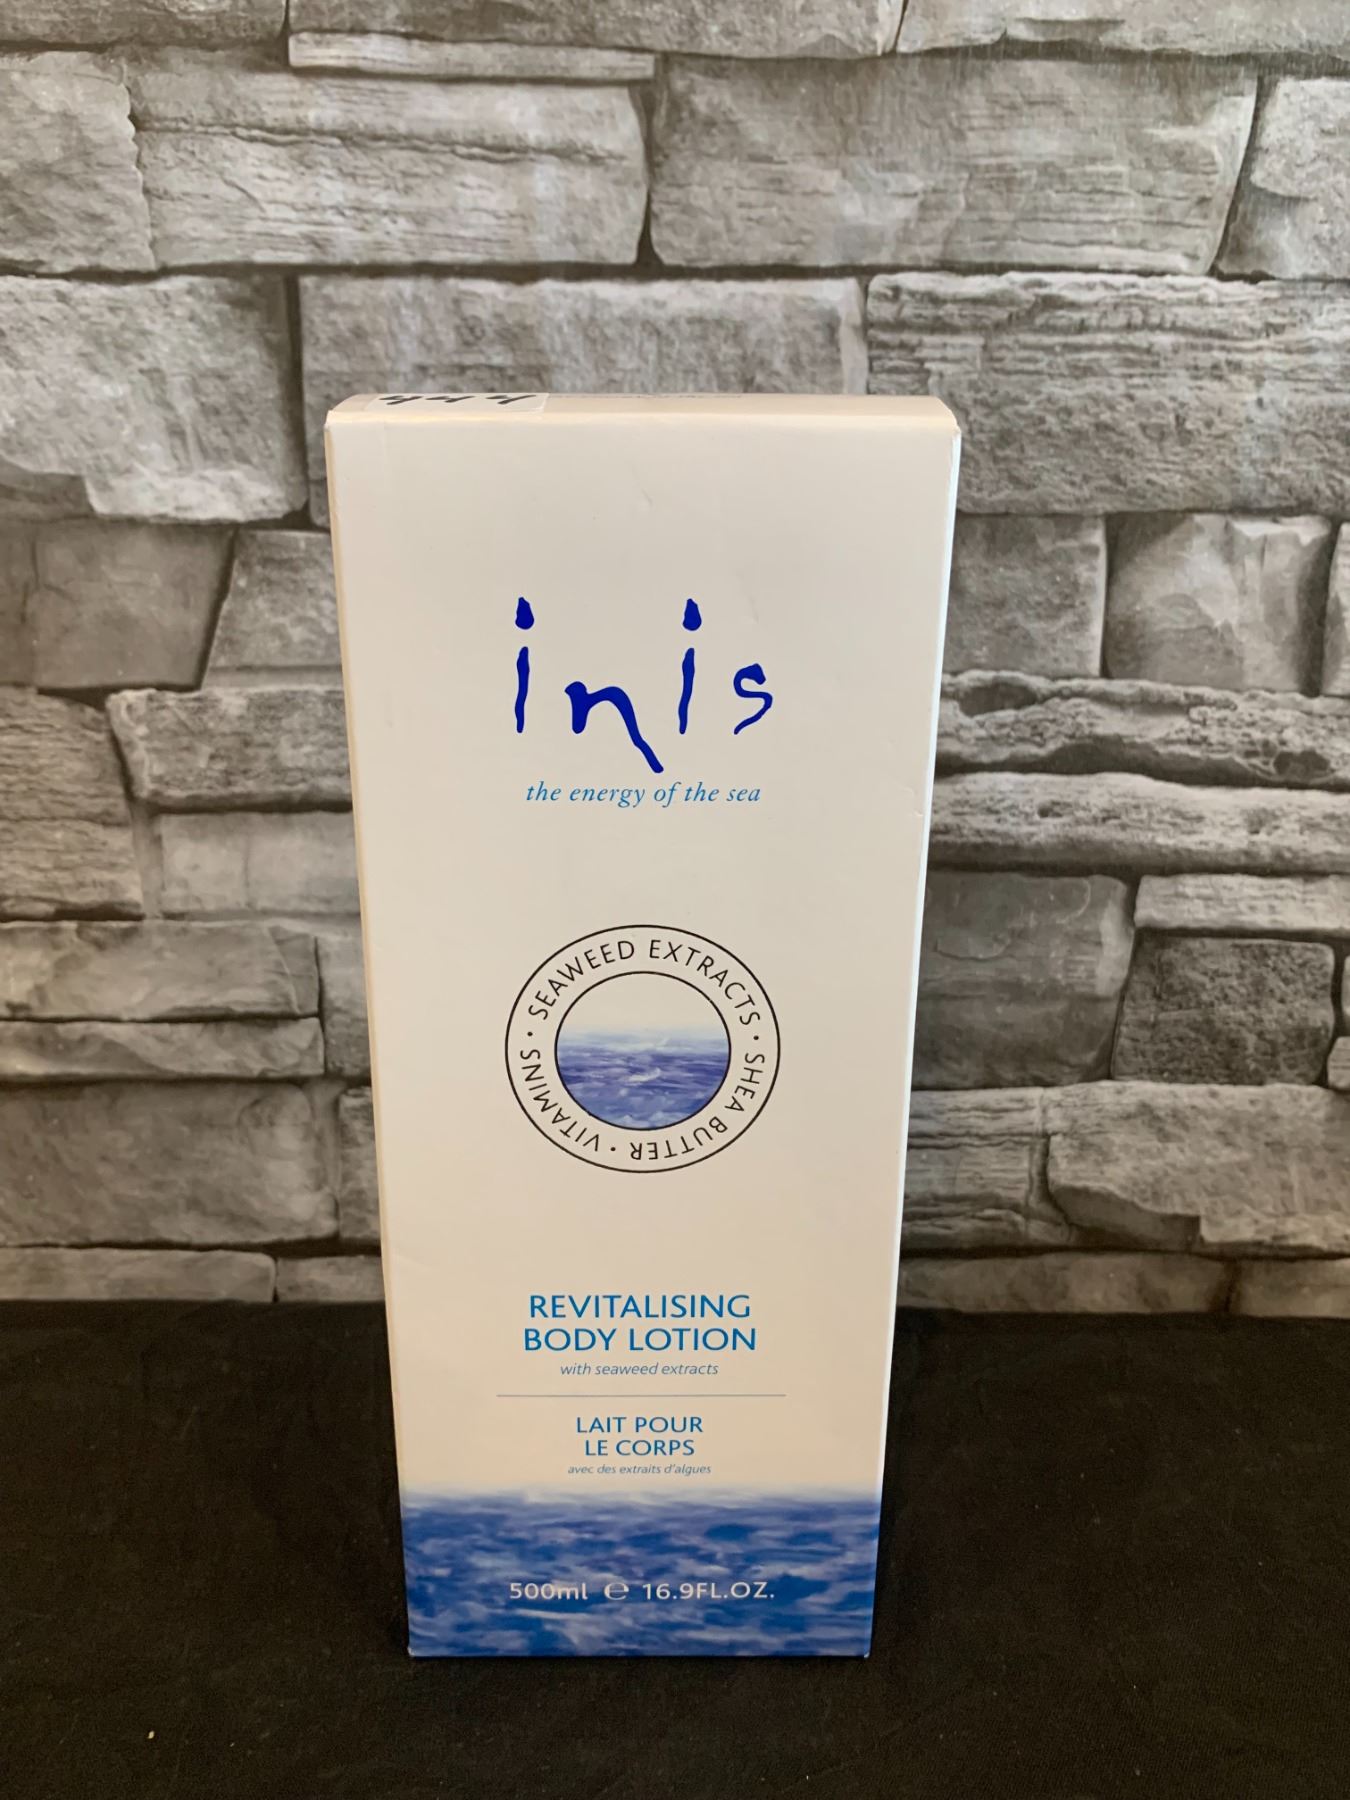 inis
the energy of the sea
SEAWEED EXTRACTS · SHEA BUTTER · VITAMINS ·
REVITALISING
BODY LOTION
with seaweed extracts
LAIT POUR
LE CORPS
avec des extraits d'algues
500ml ℮ 16.9FL.OZ.